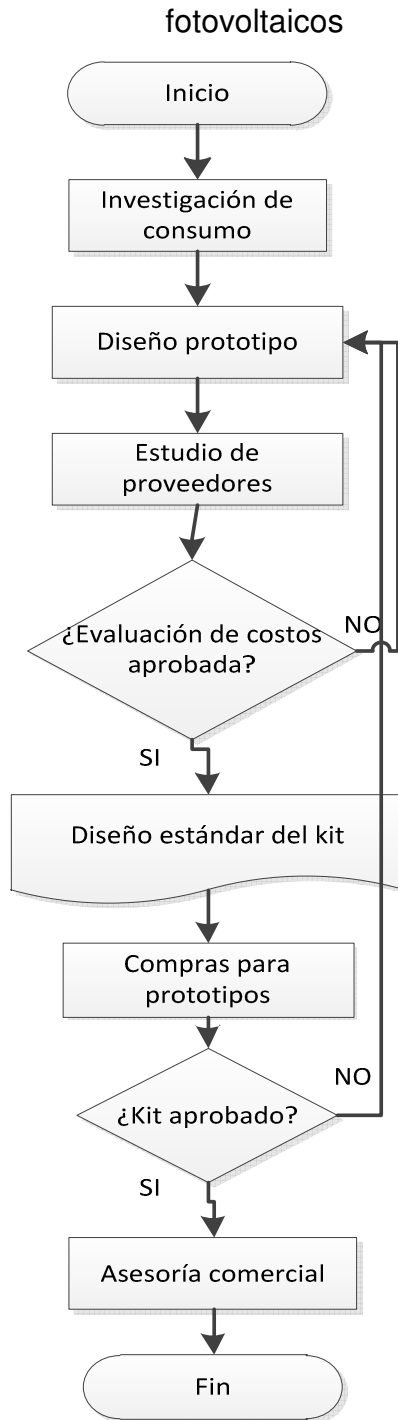 fotovoltaicos
Inicio
Investigación de
consumo
Diseño prototipo
Estudio de
proveedores
¿Evaluación de costos
aprobada?
NO
SI
Diseño estándar del kit
Compras para
prototipos
¿Kit aprobado?
NO
SI
Asesoría comercial
Fin